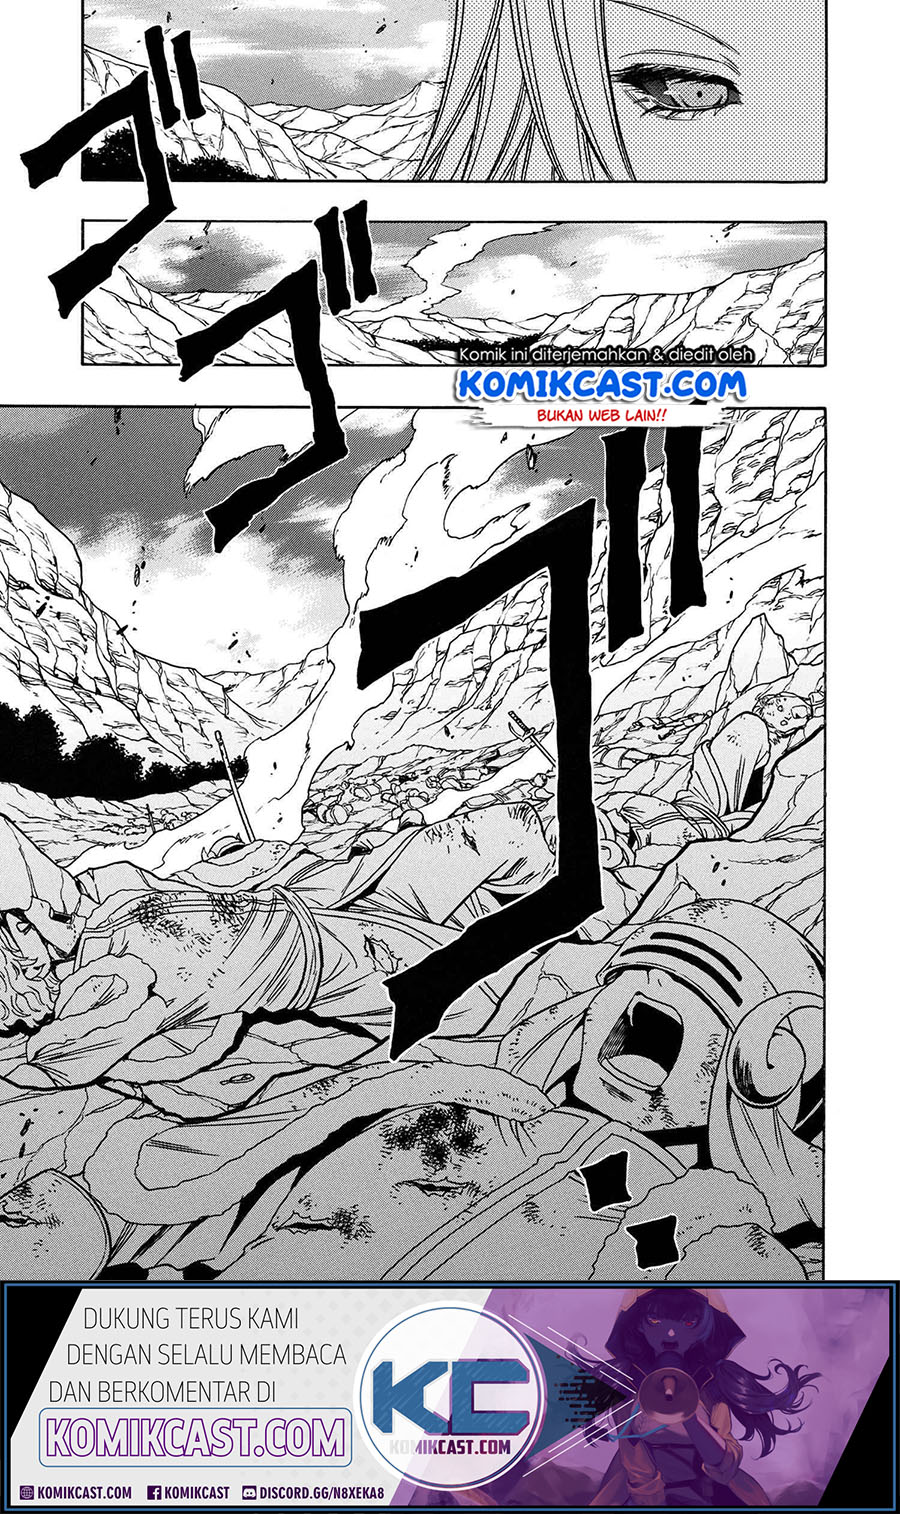 ゴ
ゴ
ゴ
Komik ini diterjemahkan & diedit oleh
KOMIKCAST.COM
BUKAN WEB LAIN!!
DUKUNG TERUS KAMI
DENGAN SELALU MEMBACA
DAN BERKOMENTAR DI
KOMIKCAST.COM
KC
KOMIKCAST.COM
KOMIKCAST.COM KOMIKCAST DISCORD.GG/N8XEKA8